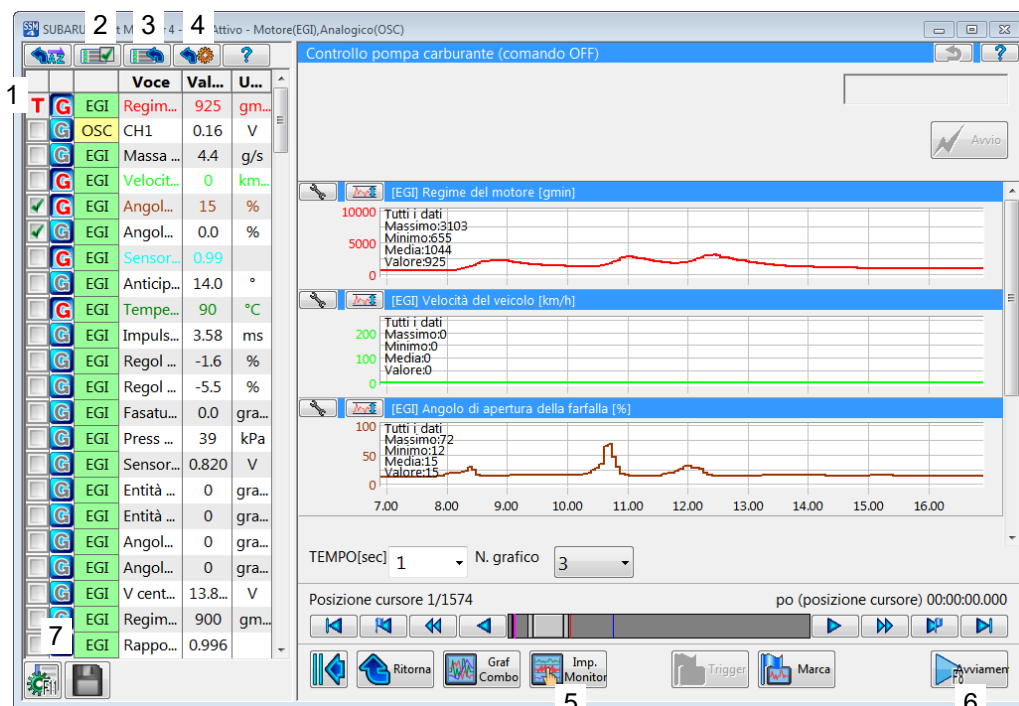 2 3 4
SUBARU t M r 4 - Attivo - Motore(EGI),Analogico(OSC)
AZ ?
Controllo pompa carburante (comando OFF) ?
Voce Val... U...
1
T G EGI Regim... 925 gm...
G OSC CH1 0.16 V
G EGI Massa ... 4.4 g/s
G EGI Velocit... 0 km...
G EGI Angol... 15 %
G EGI Angol... 0.0 %
G EGI Sensor... 0.99
G EGI Anticip... 14.0 °
G EGI Tempe... 90 °C
G EGI Impuls... 3.58 ms
G EGI Regol ... -1.6 %
G EGI Regol ... -5.5 %
G EGI Fasatu... 0.0 gra...
G EGI Press ... 39 kPa
G EGI Sensor... 0.820 V
G EGI Entità ... 0 gra...
G EGI Entità ... 0 gra...
G EGI Angol... 0 gra...
G EGI Angol... 0 gra...
G EGI V cent... 13.8... V
G EGI Regim... 900 gm...
EGI Rappo... 0.996
7
F11
Avvio
[EGI] Regime del motore [gmin]
10000
5000
0
Tutti i dati
Massimo:3103
Minimo:655
Media:1044
Valore:925
[EGI] Velocità del veicolo [km/h]
200
100
0
Tutti i dati
Massimo:0
Minimo:0
Media:0
Valore:0
[EGI] Angolo di apertura della farfalla [%]
100
50
0
Tutti i dati
Massimo:72
Minimo:12
Media:15
Valore:15
7.00 8.00 9.00 10.00 11.00 12.00 13.00 14.00 15.00 16.00
TEMPO[sec] 1 N. grafico 3
Posizione cursore 1/1574 po (posizione cursore) 00:00:00.000
Ritorna
Graf
Combo
Imp.
Monitor
Trigger
Marca
Avviamen
F8
5 6